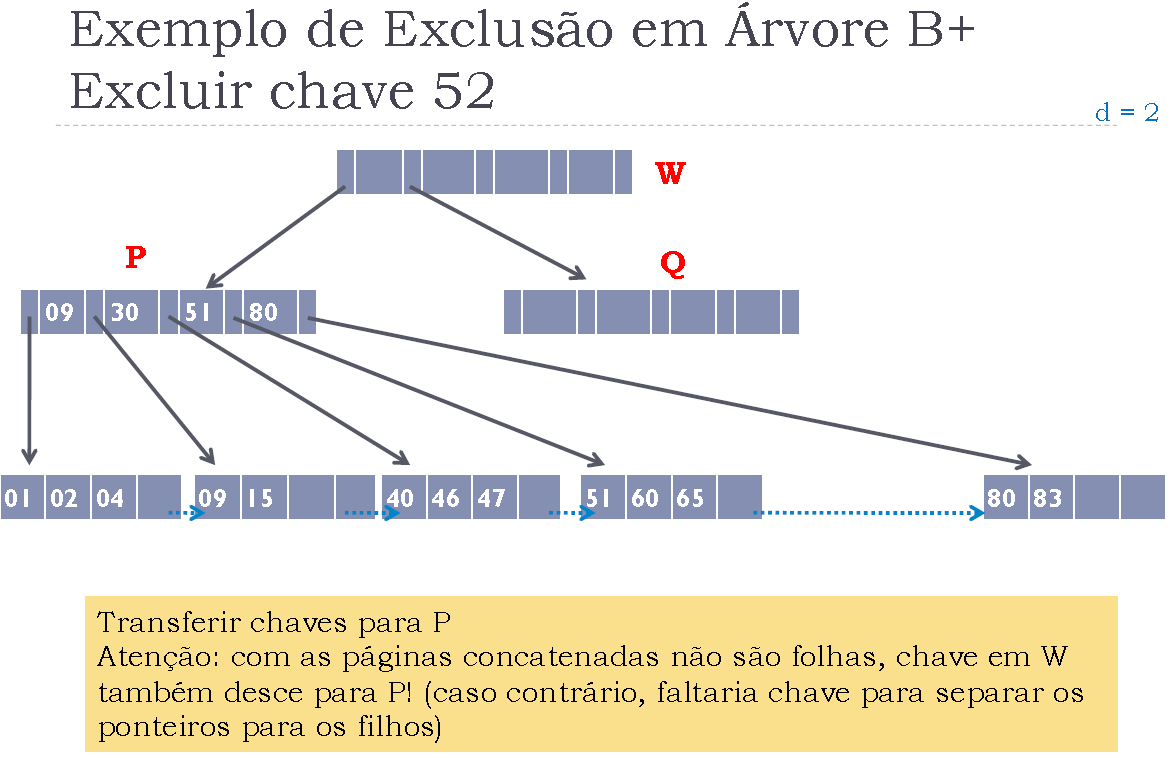 Exemplo de Exclusão em Árvore B+
Excluir chave 52
d = 2
W
P
Q
09 30 51 80
01 02 04
09 15
40 46 47
51 60 65
80 83
Transferir chaves para P
Atenção: com as páginas concatenadas não são folhas, chave em W
também desce para P! (caso contrário, faltaria chave para separar os
ponteiros para os filhos)